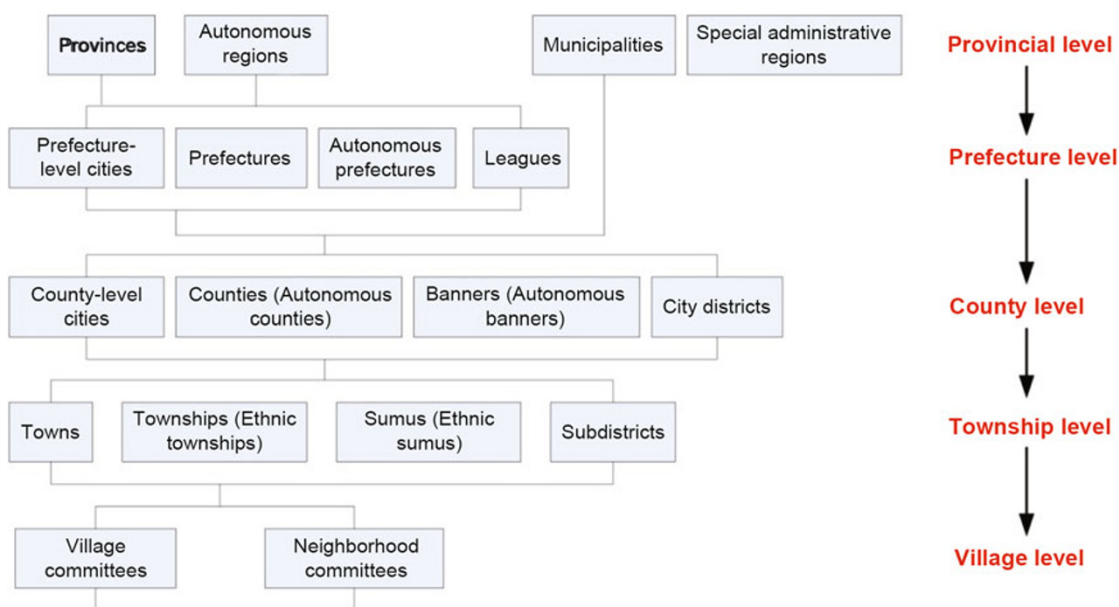 Provinces
Autonomous
regions
Municipalities
Special administrative
regions
Provincial level
Prefecture-
level cities
Prefectures
Autonomous
prefectures
Leagues
Prefecture level
County-level
cities
Counties (Autonomous
counties)
Banners (Autonomous
banners)
City districts
County level
Towns
Townships (Ethnic
townships)
Sumus (Ethnic
sumus)
Subdistricts
Township level
Village
committees
Neighborhood
committees
Village level